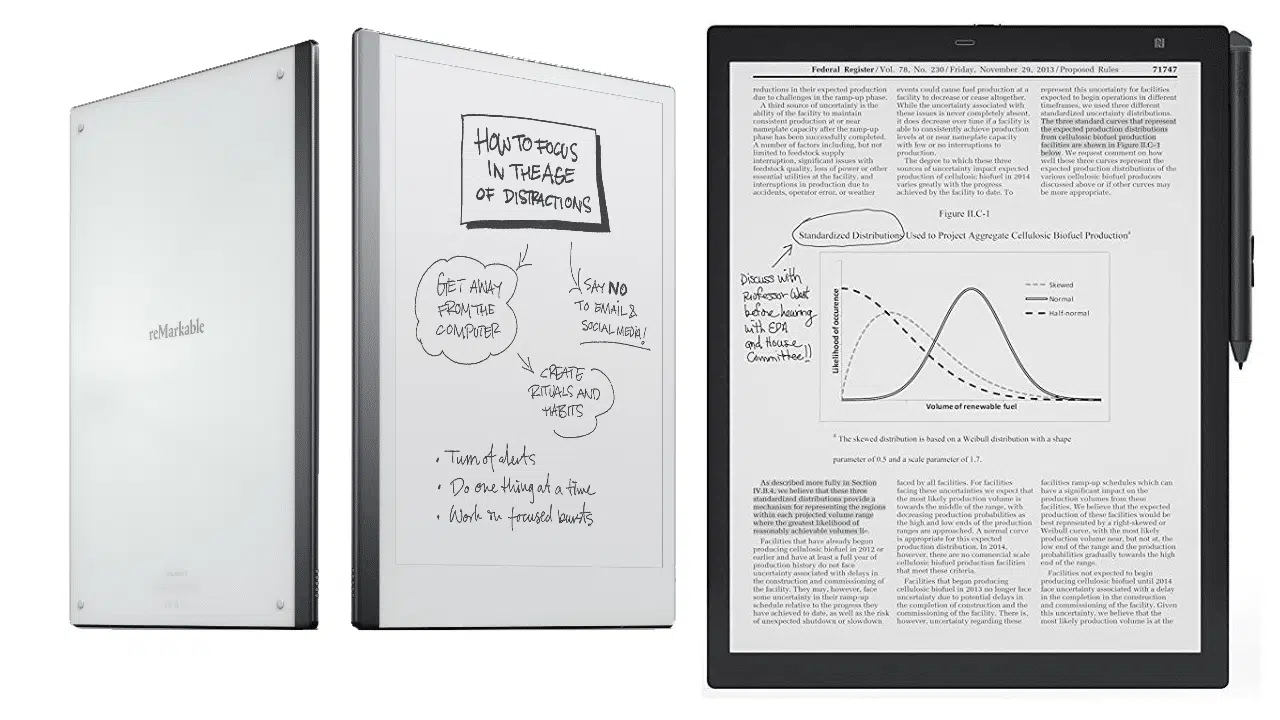 reMarkable
HOW TO FOCUS
IN THE AGE
OF DISTRACTIONS
GET AWAY
FROM THE
COMPUTER
SAY NO
TO EMAIL &
SOCIAL MEDIA!
CREATE
RITUALS AND
HABITS
• Turn of alerts
• Do one thing at a time
• Work in focused bursts
Federal Register / Vol. 78, No. 230 / Friday, November 29, 2013 / Proposed Rules 71747
reductions in their expected production
due to challenges in the ramp-up phase.
A third source of uncertainty is the
ability of the facility to maintain
consistent production at or near
nameplate capacity after the ramp-up
phase has been successfully completed.
A number of factors including, but not
limited to feedstock supply
interruption, significant issues with
feedstock quality, loss of power or other
essential utilities at the facility, and
interruptions in production due to
accidents, operator error, or weather
events could cause fuel production at a
facility to decrease or cease altogether.
While the uncertainty associated with
these issues is never completely absent,
it does decrease over time if a facility is
able to consistently achieve production
levels at or near nameplate capacity
with few or no interruptions to
production.
The degree to which these three
sources of uncertainty impact expected
production of cellulosic biofuel in 2014
varies greatly with the progress
achieved by the facility to date. To
represent this uncertainty for facilities
expected to begin operations in different
timeframes, we used three different
standardized uncertainty distributions.
The three standard curves that represent
the expected production distributions
from cellulosic biofuel production
facilities are shown in Figure II.C-1
below. We request comment on how
well these three curves represent the
expected production distributions of the
various cellulosic biofuel producers
discussed above or if other curves may
be more appropriate.
Figure II.C-1
Standardized Distributions Used to Project Aggregate Cellulosic Biofuel Production a
Discuss with
Professor West
before hearing
with EPA
and House
Committee!!
Likelihood of occurence
Skewed
Normal
Half-normal
Volume of renewable fuel
a The skewed distribution is based on a Weibull distribution with a shape
parameter of 0.5 and a scale parameter of 1.7.
As described more fully in Section
IV.B.4, we believe that these three
standardized distributions provide a
mechanism for representing the regions
within each projected volume range
where the greatest likelihood of
reasonably achievable volumes lie.
Facilities that have already begun
producing cellulosic biofuel in 2012 or
earlier and have at least a full year of
production history do not face
uncertainty associated with delays in
the construction and commissioning of
the facility. They may, however, face
some uncertainty in their ramp-up
schedule relative to the progress they
have achieved to date, as well as the risk
of unexpected shutdown or slowdown
faced by all facilities. For facilities
facing these uncertainties we expect that
the most likely production volume is
towards the middle of the range, with
decreasing production probabilities as
the high and low ends of the production
ranges are approached. A normal curve
is appropriate for this expected
production distribution. In 2014,
however, there are no commercial scale
cellulosic biofuel production facilities
that meet these criteria.
Facilities that began producing
cellulosic biofuel in 2013 no longer face
uncertainty due to potential delays in
the completion of construction and the
commissioning of the facility. There is,
however, uncertainty regarding these
facilities ramp-up schedules which can
have a significant impact on the
production volumes from these
facilities. We believe that the expected
production of these facilities would be
best represented by a right-skewed or
Weibull curve, with the most likely
production volume near, but not at, the
low end of the range and the production
probabilities gradually towards the high
end of the range.
Facilities not expected to begin
producing cellulosic biofuel until 2014
face uncertainty associated with a delay
in the completion in the construction
and commissioning of the facility. Given
this uncertainty, we believe that the
most likely production volume is at the